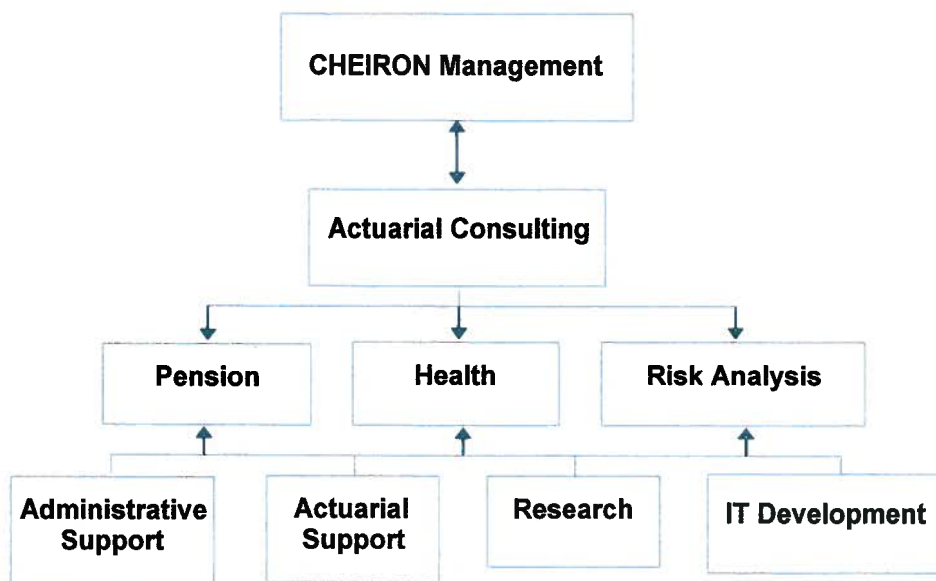 CHEIRON Management
Actuarial Consulting
Pension
Health
Risk Analysis
Administrative
Support
Actuarial
Support
Research
IT Development